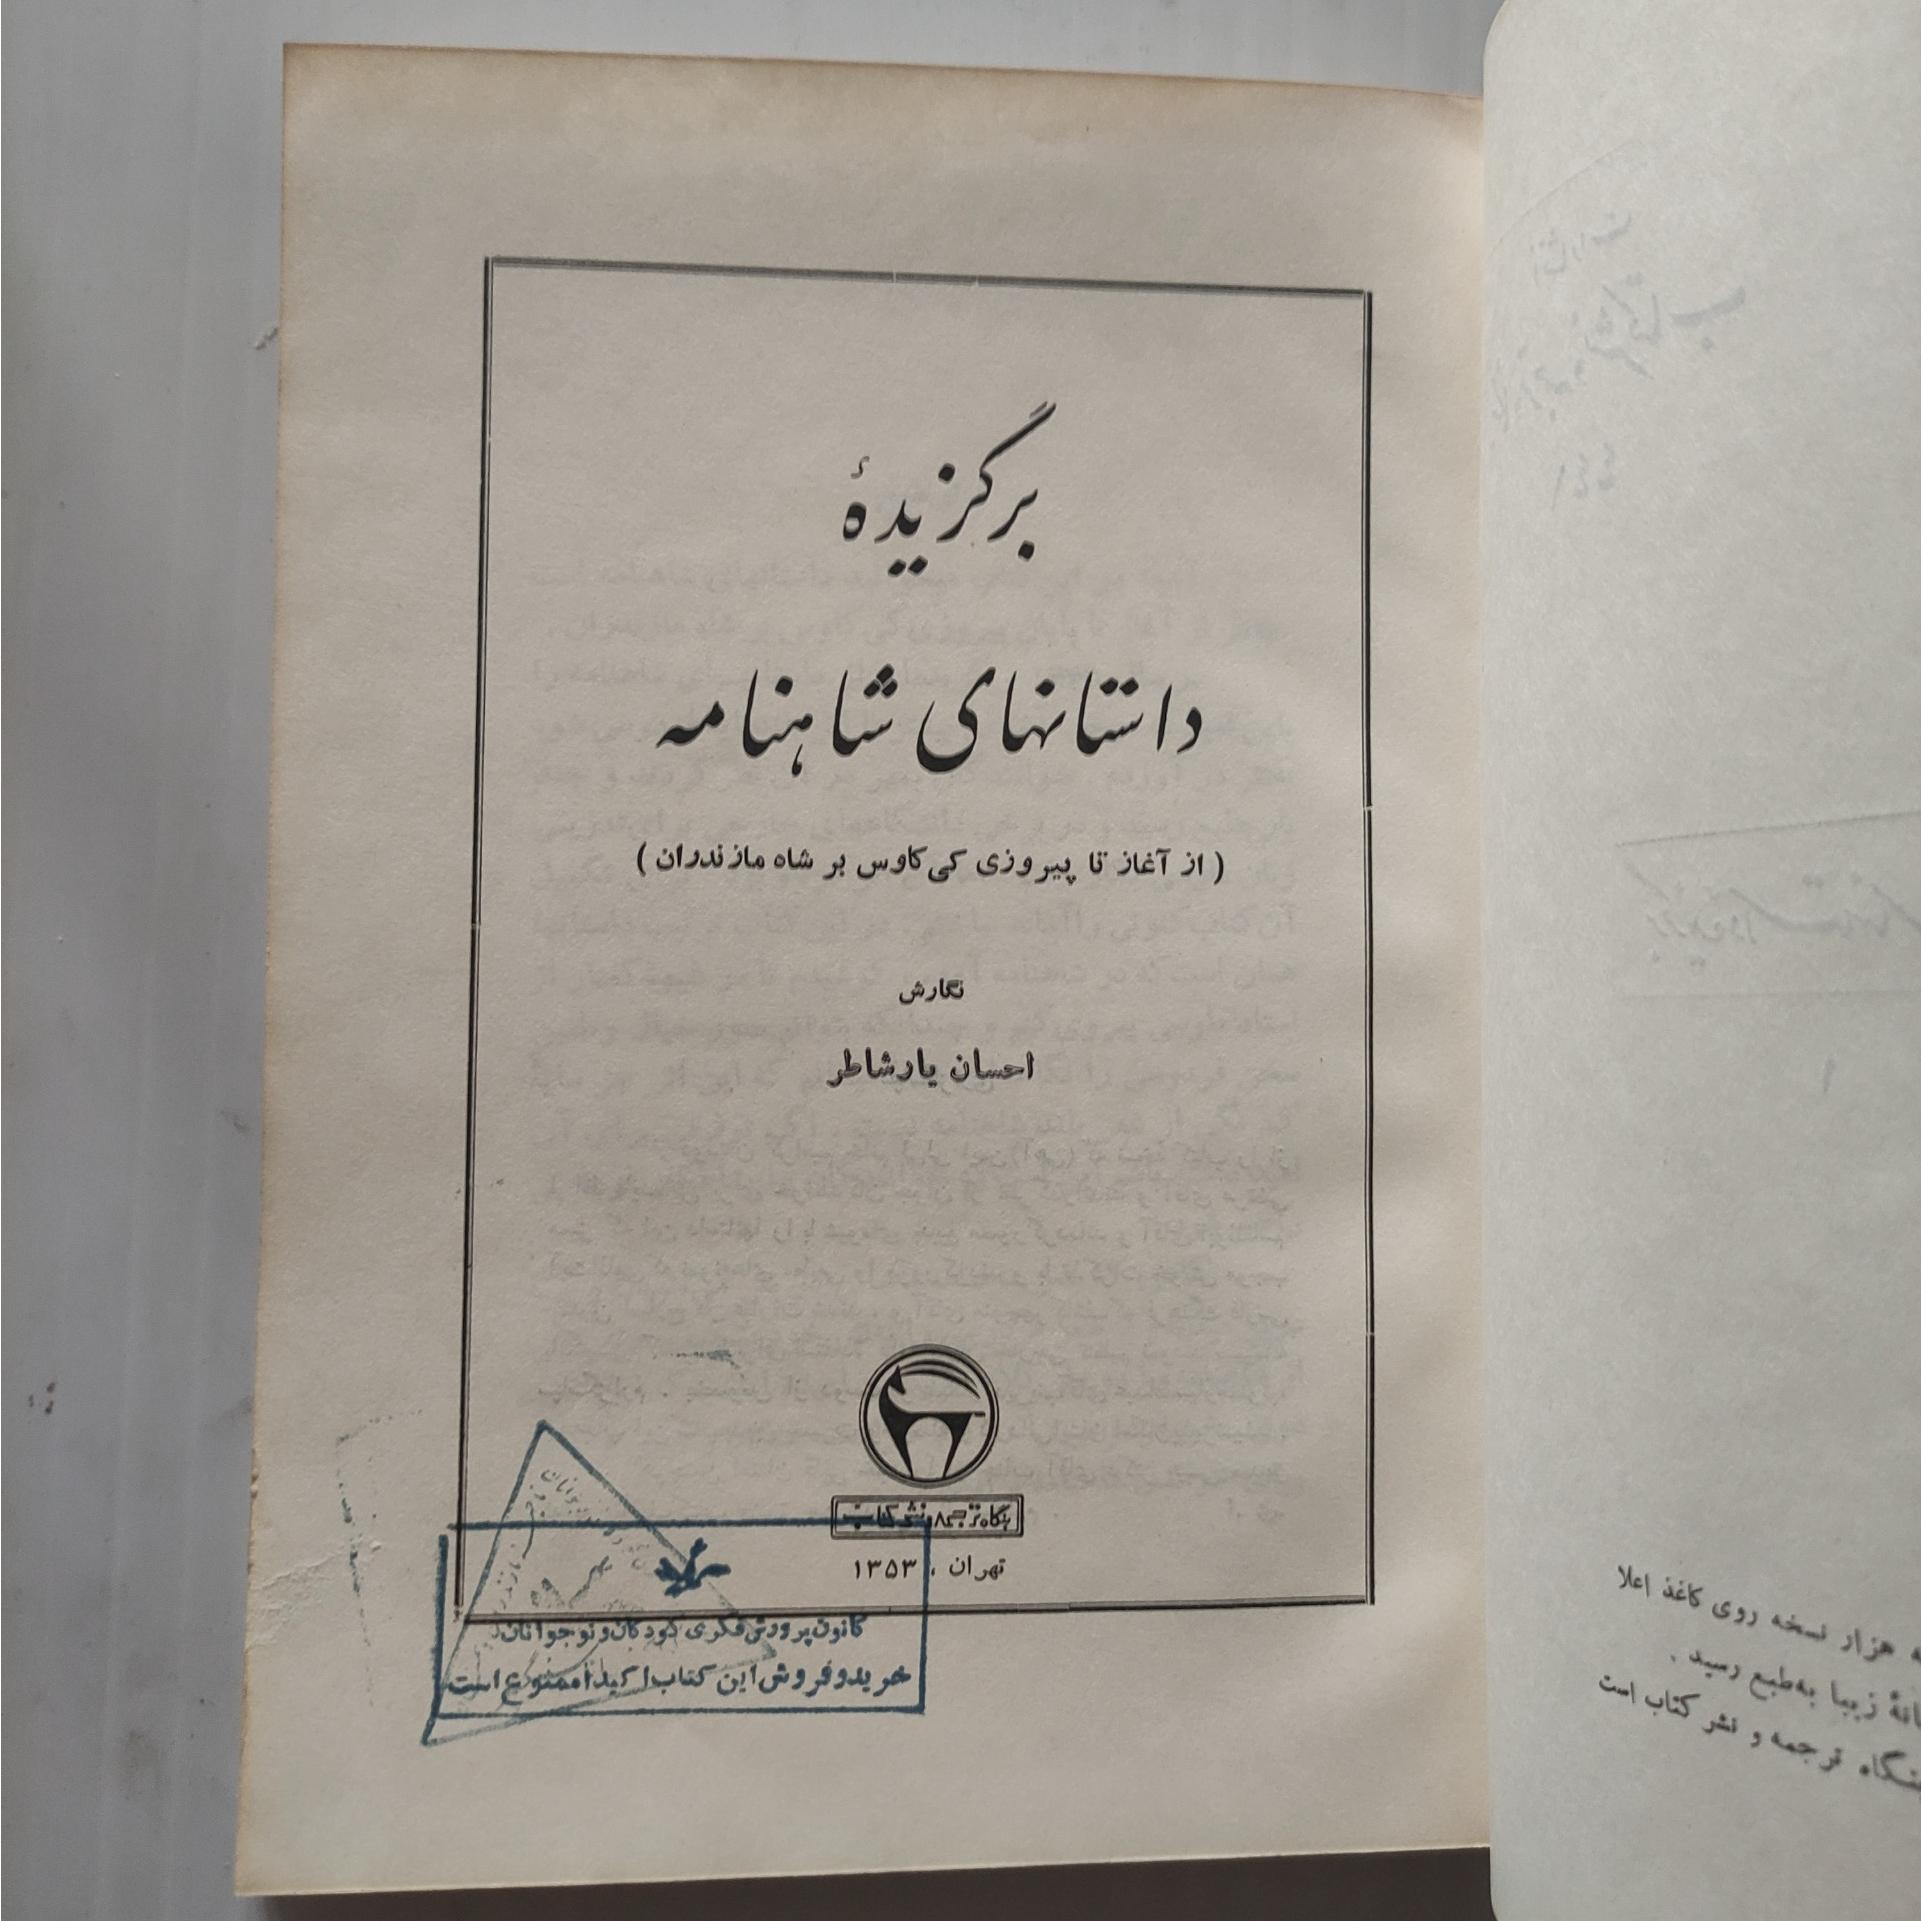 برگزیدهٔ
داستانهای شاهنامه
( از آغاز تا پیروزی کی کاوس بر شاه مازندران )
نگارش
احسان یارشاطر
بنگاه ترجمه و نشر کتاب
تهران ، ۱۳۵۳
کانون پرورش فکری کودکان و نوجوانان
خرید و فروش این کتاب اکیدا ممنوع است
هزار نسخه روی کاغذ اعلا
زیبا به‌طبع رسید .
ترجمه و نشر کتاب است